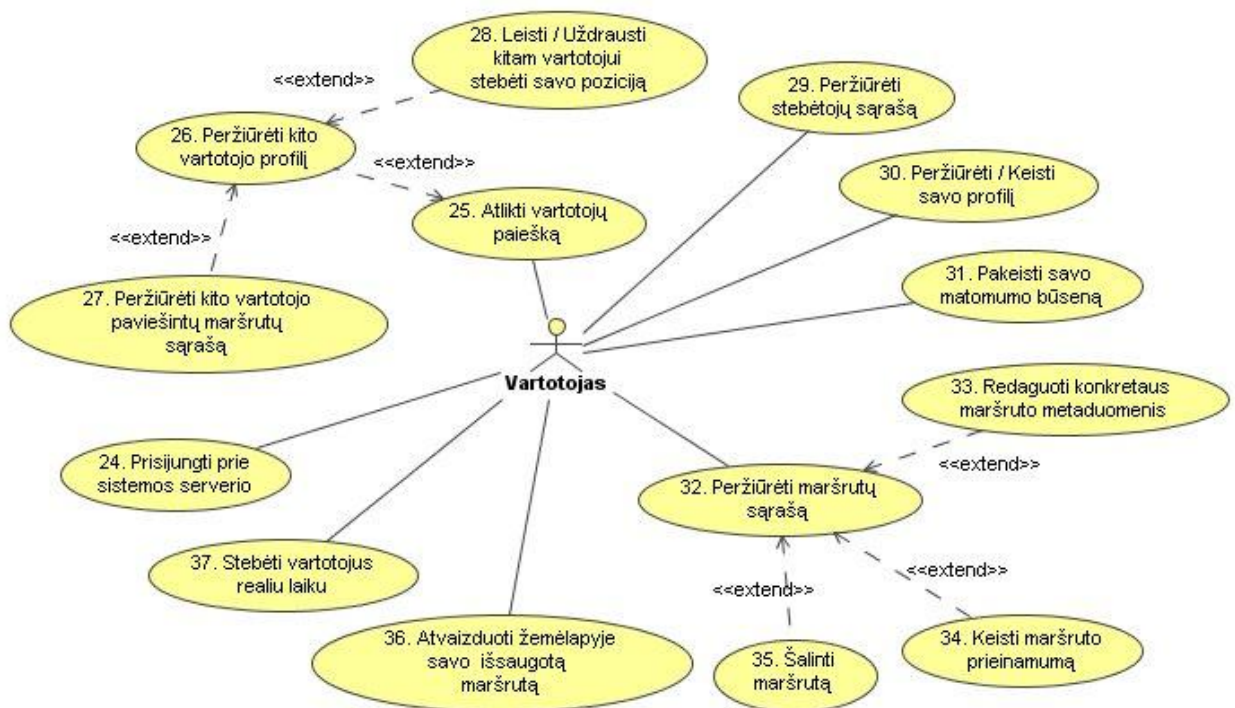 28. Leisti / Uždrausti
kitam vartotojui
stebėti savo poziciją
<<extend>>
29. Peržiūrėti
stebėtojų sąrašą
26. Peržiūrėti kito
vartotojo profilį
<<extend>>
30. Peržiūrėti / Keisti
savo profilį
25. Atlikti vartotojų
paiešką
<<extend>>
31. Pakeisti savo
matomumo būseną
27. Peržiūrėti kito vartotojo
paviešintų maršrutų
sąrašą
Vartotojas
33. Redaguoti konkretaus
maršruto metaduomenis
24. Prisijungti prie
sistemos serverio
<<extend>>
32. Peržiūrėti maršrutų
sąrašą
37. Stebėti vartotojus
realiu laiku
<<extend>>
<<extend>>
36. Atvaizduoti žemėlapyje
savo išsaugotą
maršrutą
34. Keisti maršruto
prieinamumą
35. Šalinti
maršrutą